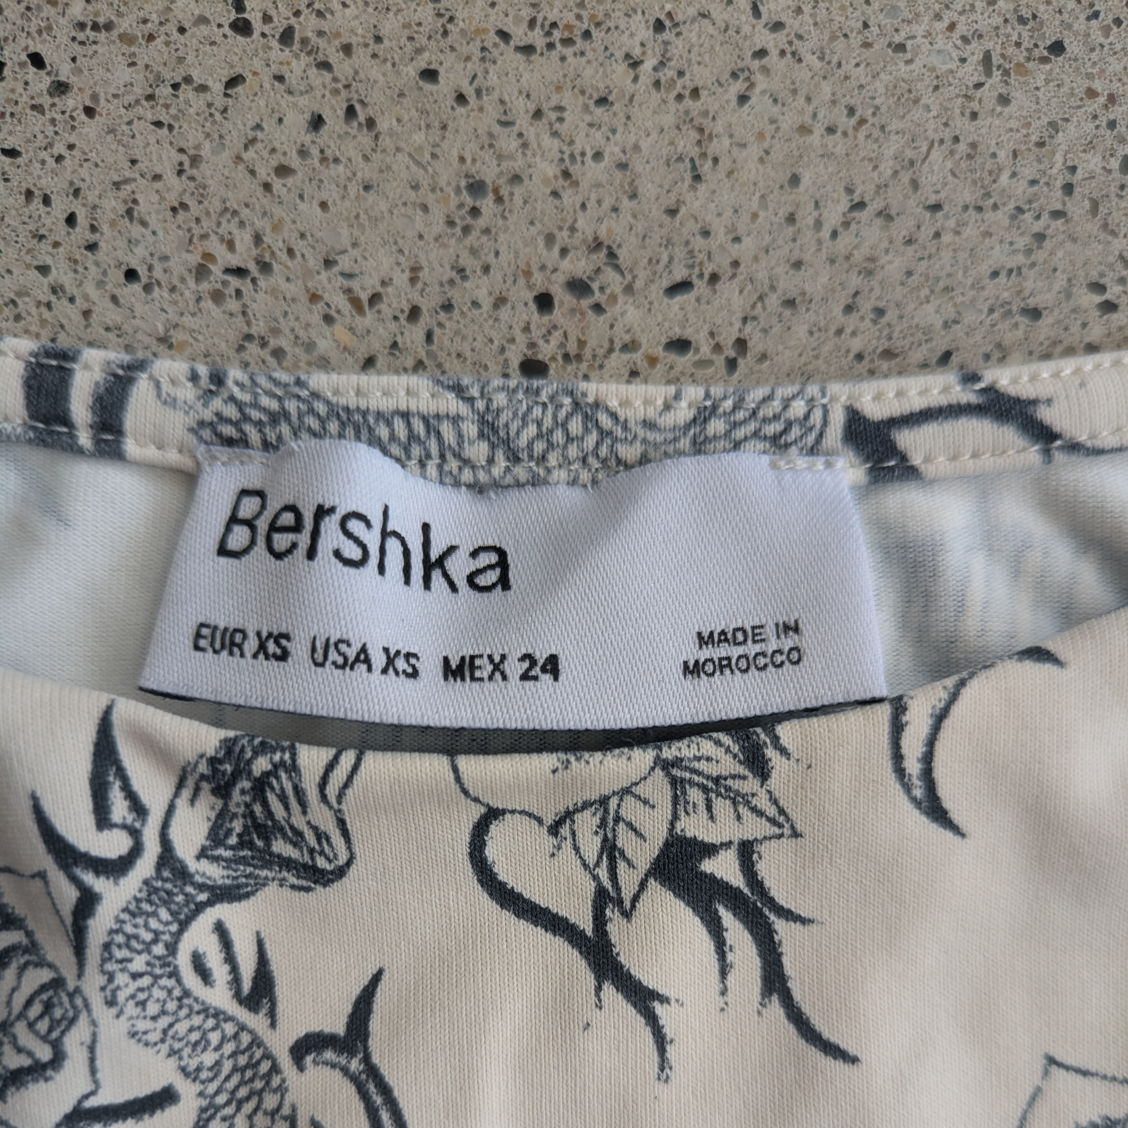 Bershka
EUR XS USA XS MEX 24
MADE IN
MOROCCO